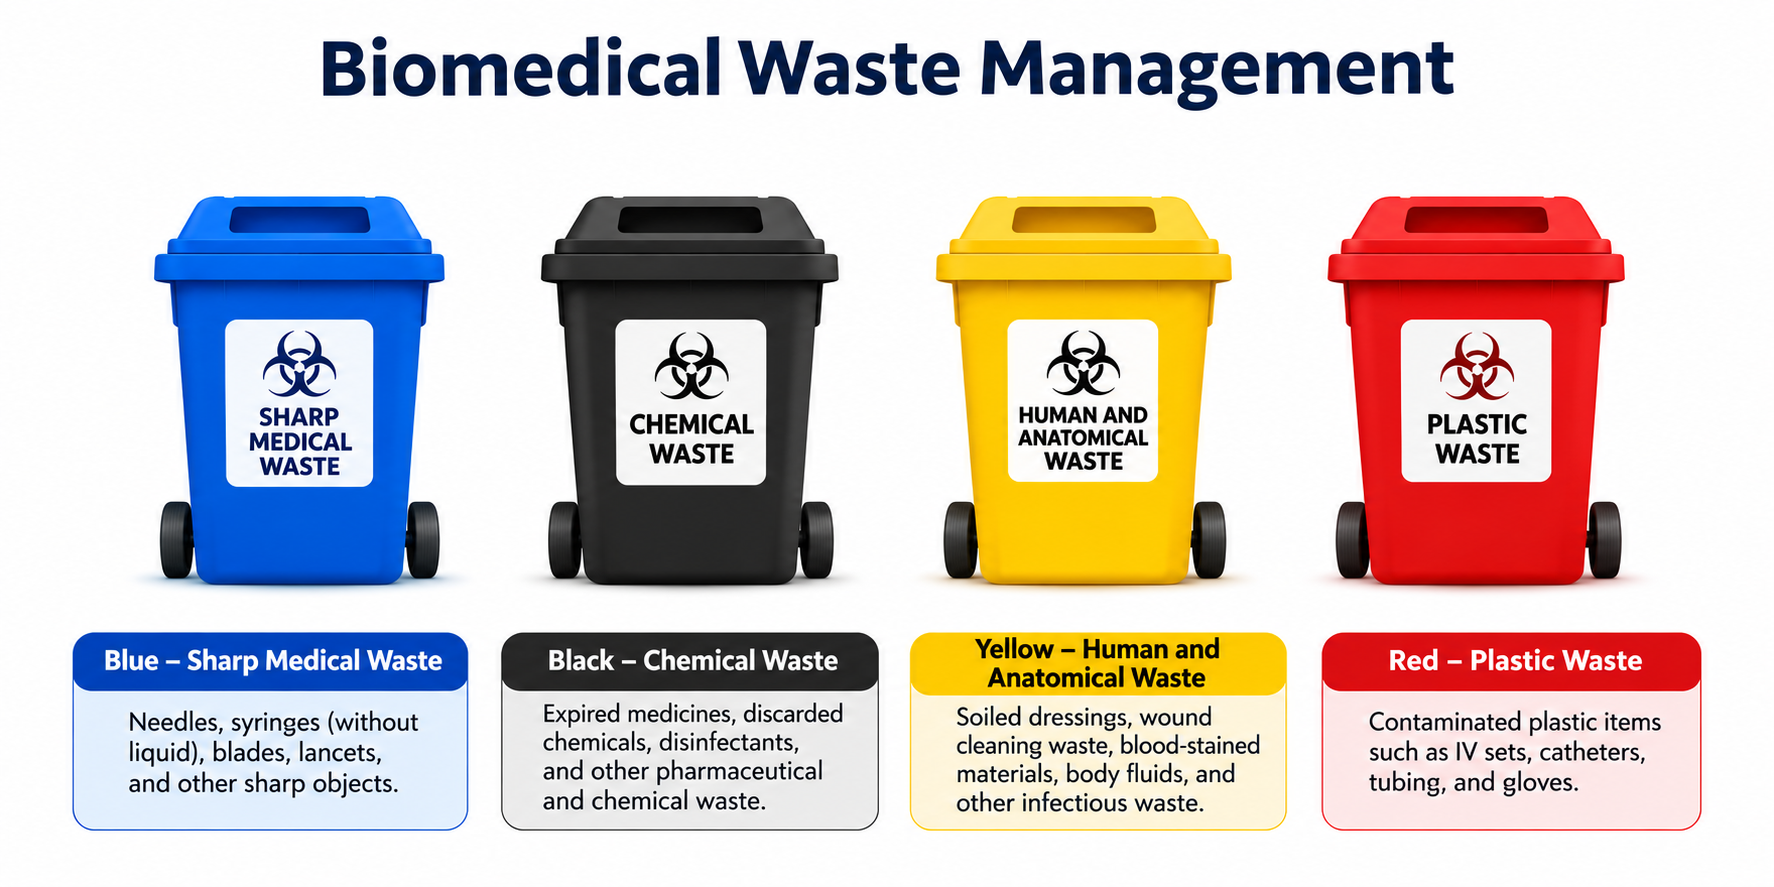 Biomedical Waste Management
SHARP
MEDICAL
WASTE
CHEMICAL
WASTE
HUMAN AND
ANATOMICAL
WASTE
PLASTIC
WASTE
Blue – Sharp Medical Waste
Needles, syringes (without
liquid), blades, lancets,
and other sharp objects.
Black – Chemical Waste
Expired medicines, discarded
chemicals, disinfectants,
and other pharmaceutical
and chemical waste.
Yellow – Human and
Anatomical Waste
Soiled dressings, wound
cleaning waste, blood-stained
materials, body fluids, and
other infectious waste.
Red – Plastic Waste
Contaminated plastic items
such as IV sets, catheters,
tubing, and gloves.